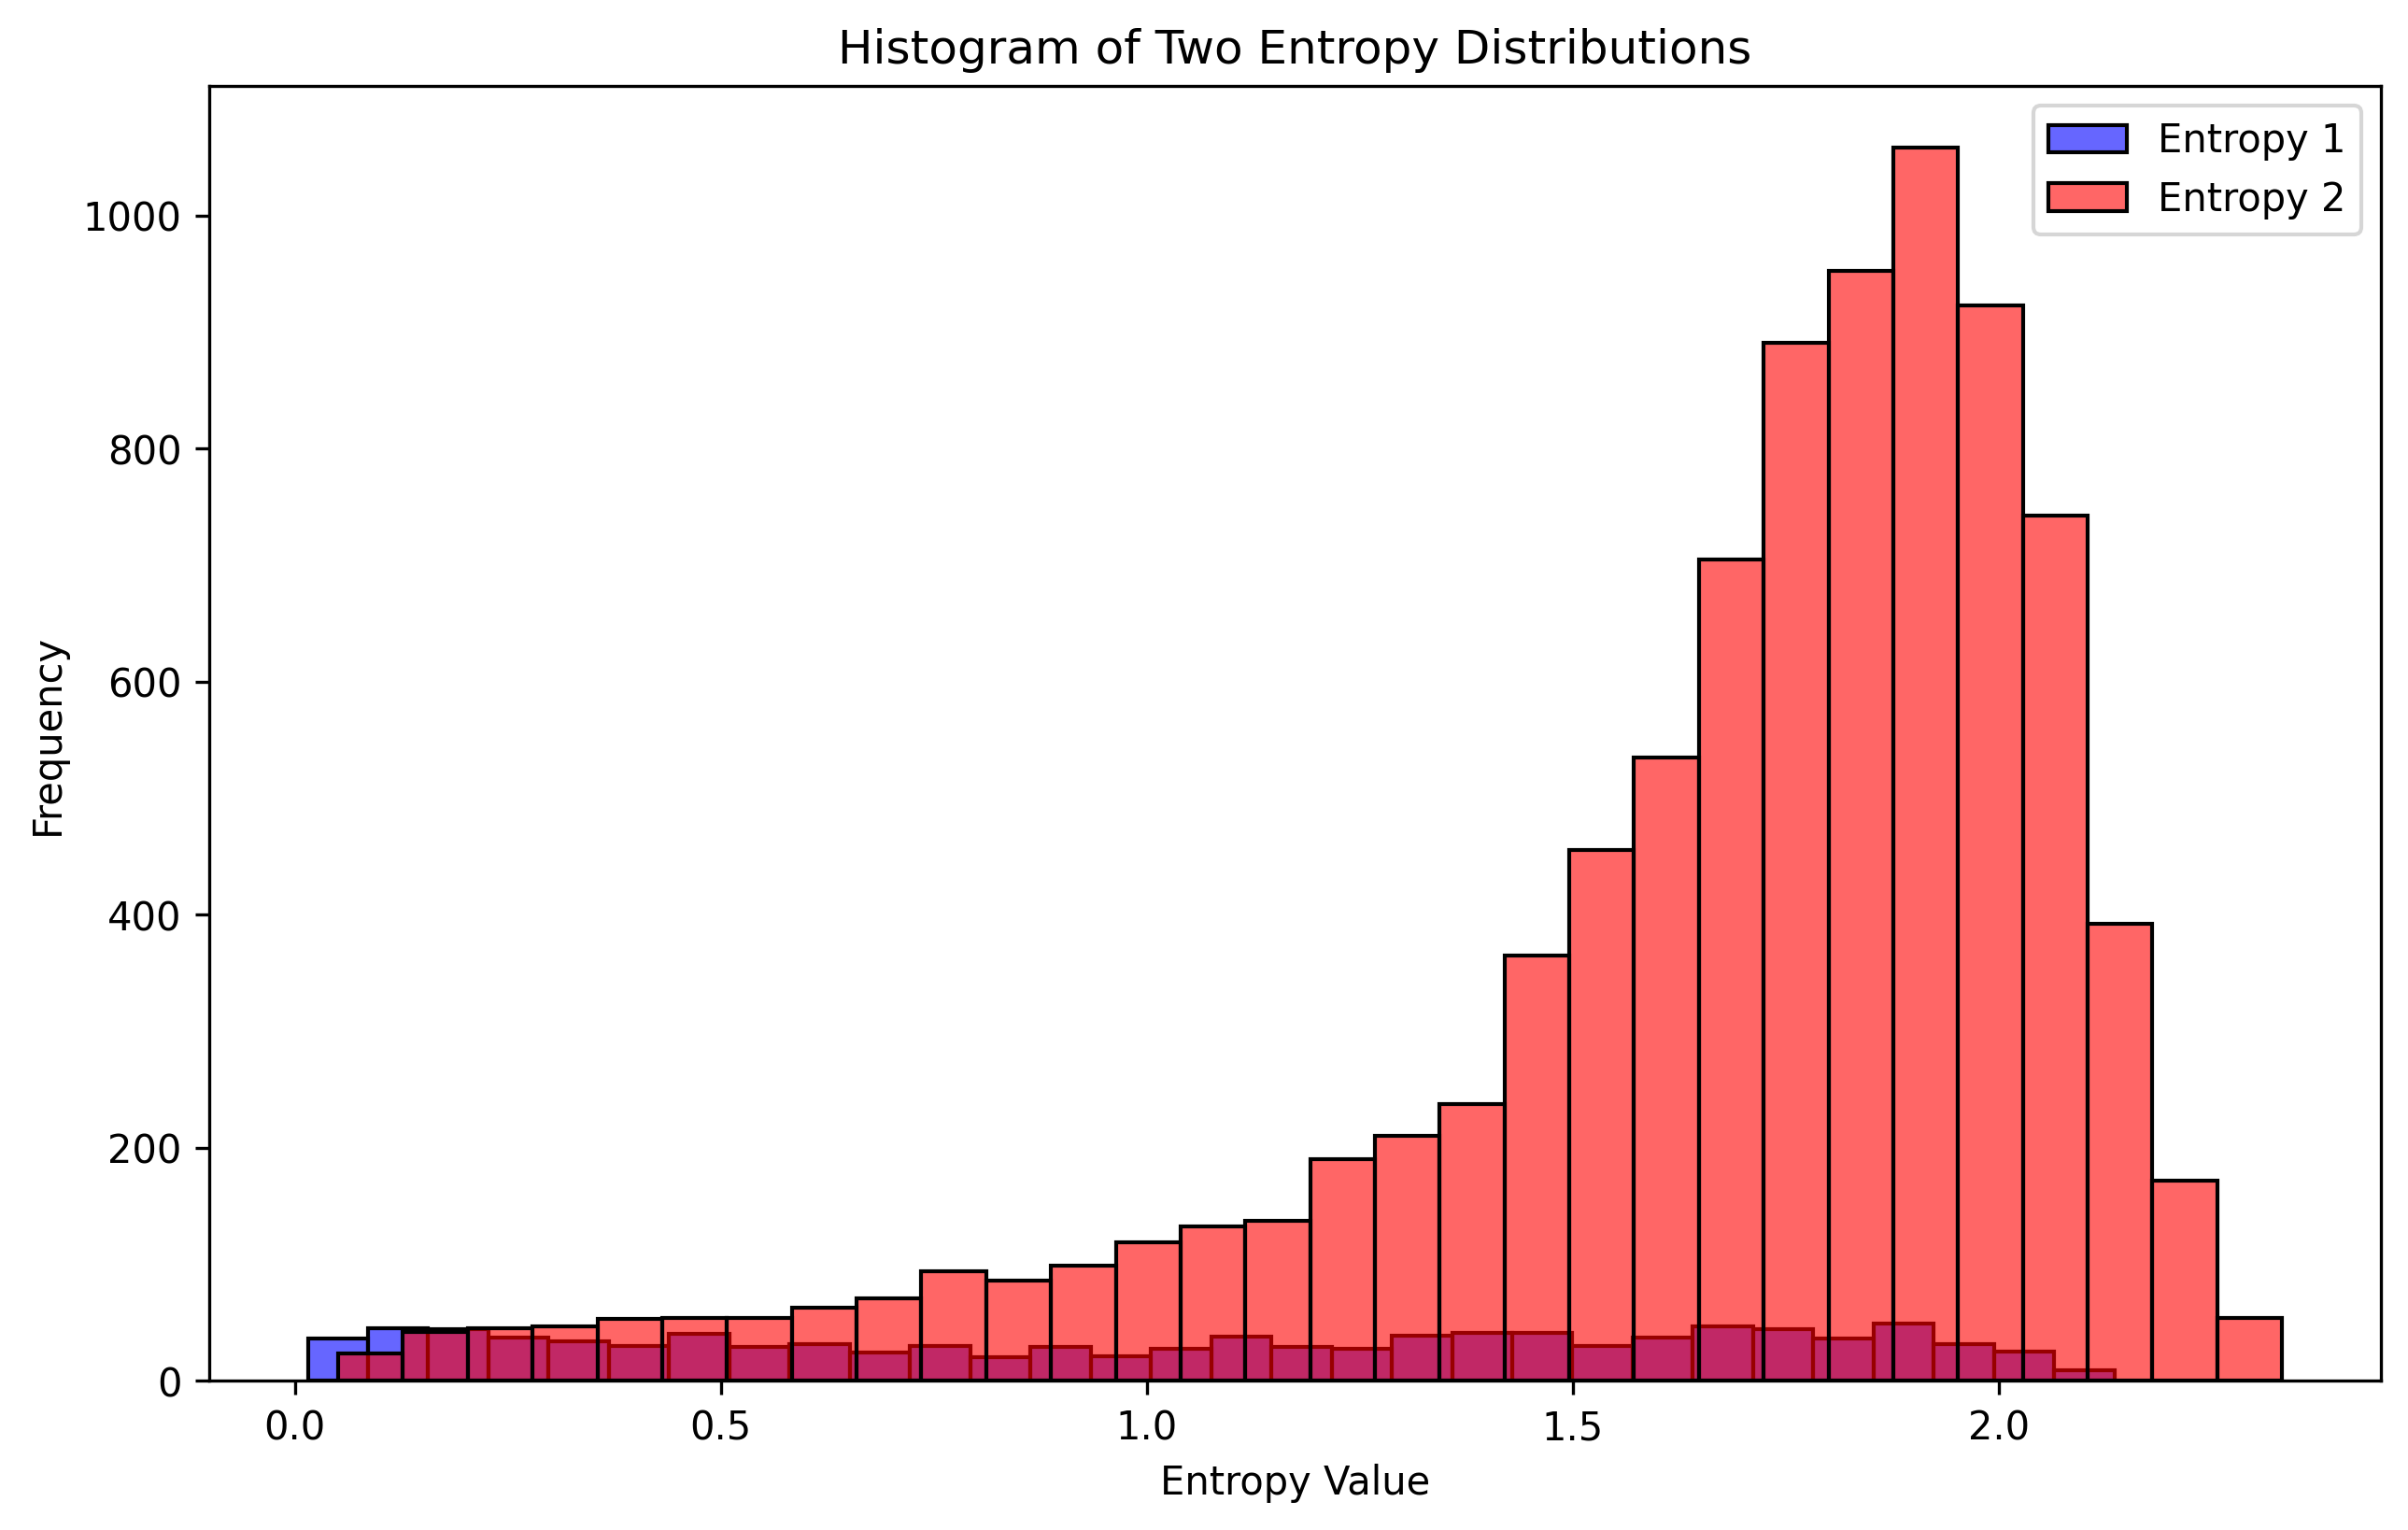 Histogram of Two Entropy Distributions
Entropy 1
Entropy 2
1000
800
600
400
200
0
Frequency
0.0 0.5 1.0 1.5 2.0
Entropy Value